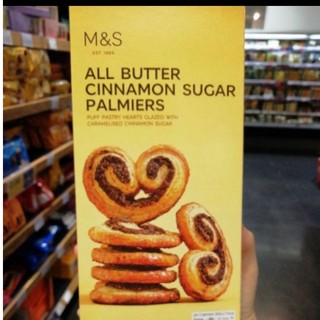 M&S
EST 1884
ALL BUTTER
CINNAMON SUGAR
PALMIERS
PUFF PASTRY HEARTS GLAZED WITH
CARAMELISED CINNAMON SUGAR